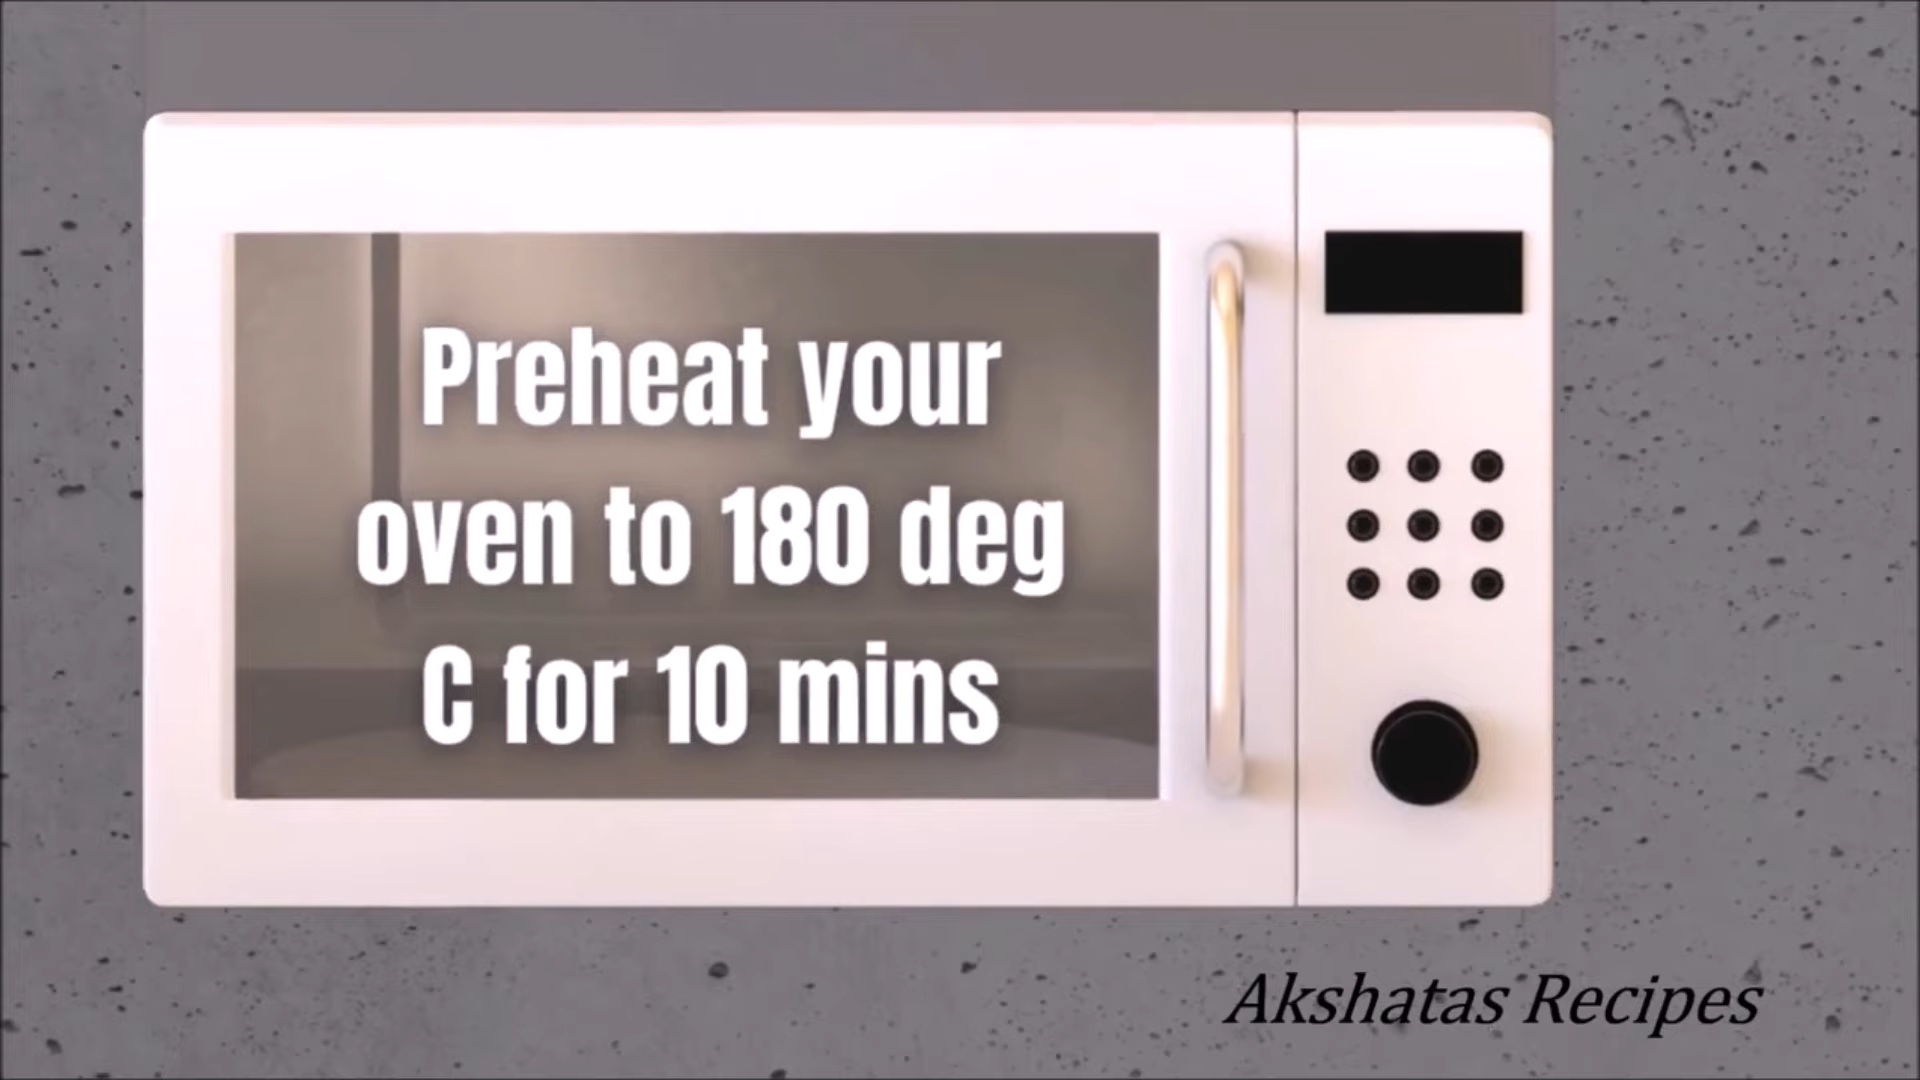 Preheat your
oven to 180 deg
C for 10 mins
Akshatas Recipes